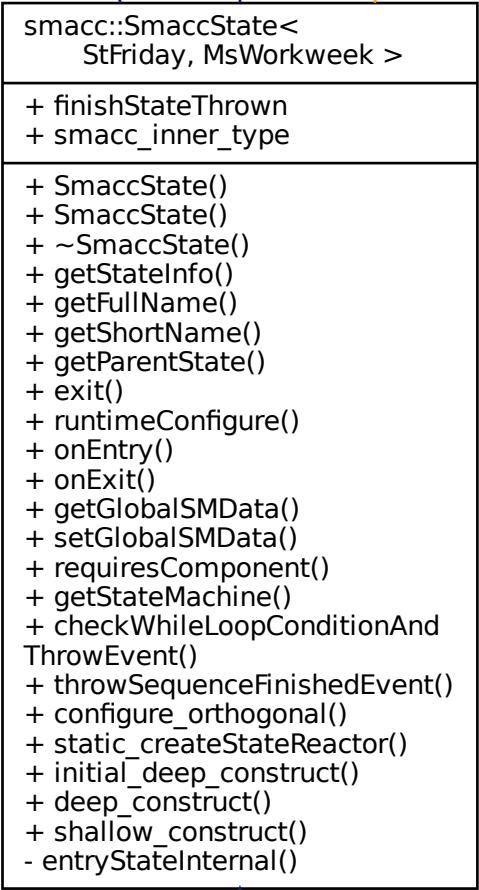 smacc::SmaccState<
StFriday, MsWorkweek >
+ finishStateThrown
+ smacc_inner_type
+ SmaccState()
+ SmaccState()
+ ~SmaccState()
+ getStateInfo()
+ getFullName()
+ getShortName()
+ getParentState()
+ exit()
+ runtimeConfigure()
+ onEntry()
+ onExit()
+ getGlobalSMData()
+ setGlobalSMData()
+ requiresComponent()
+ getStateMachine()
+ checkWhileLoopConditionAnd
ThrowEvent()
+ throwSequenceFinishedEvent()
+ configure_orthogonal()
+ static_createStateReactor()
+ initial_deep_construct()
+ deep_construct()
+ shallow_construct()
- entryStateInternal()